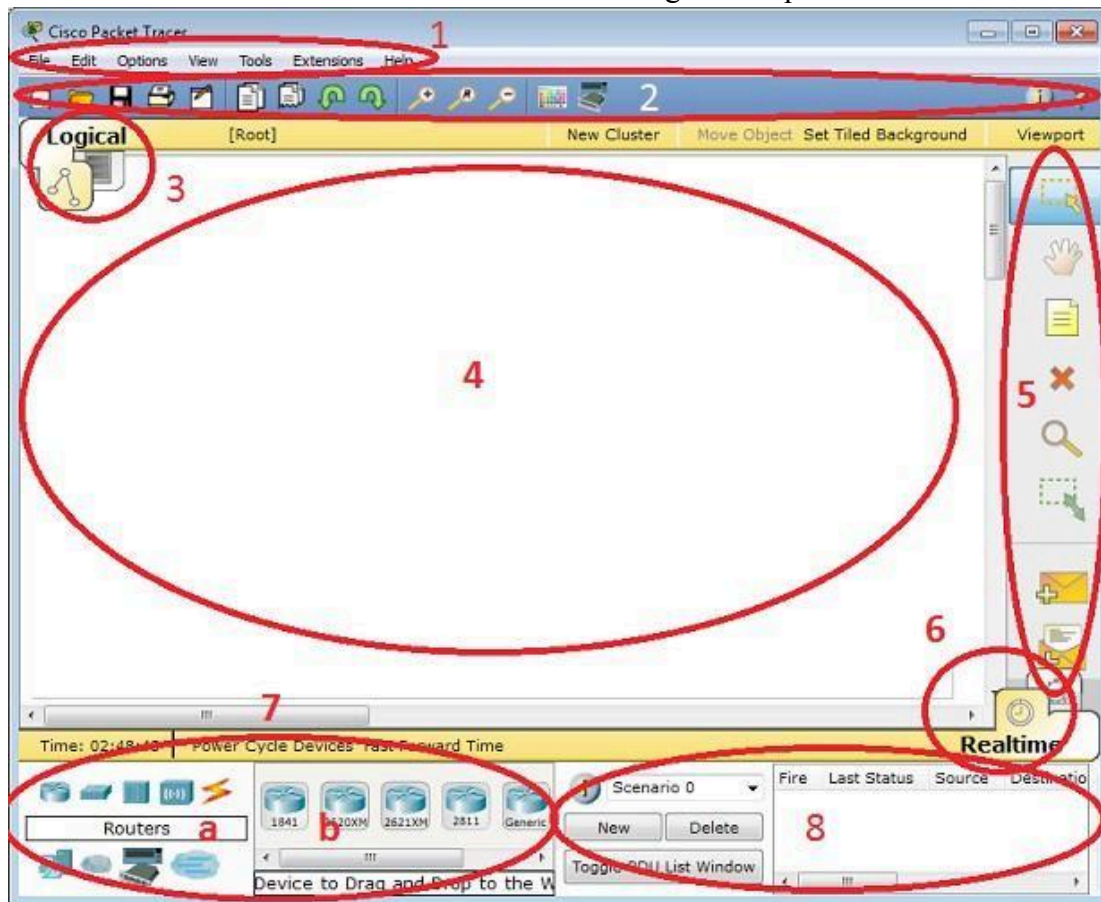 Cisco Packet Tracer
1
File Edit Options View Tools Extensions Help
2
Logical [Root] New Cluster Move Object Set Tiled Background Viewport
3
4
5
6
7
Time: 02:48:43 Power Cycle Devices Fast Forward Time
Realtime
Routers a
b
1841 2620XM 2621XM 2811 Generic
Device to Drag and Drop to the W
Scenario 0
New Delete
Toggle PDU List Window
Fire Last Status Source Destinatio
8